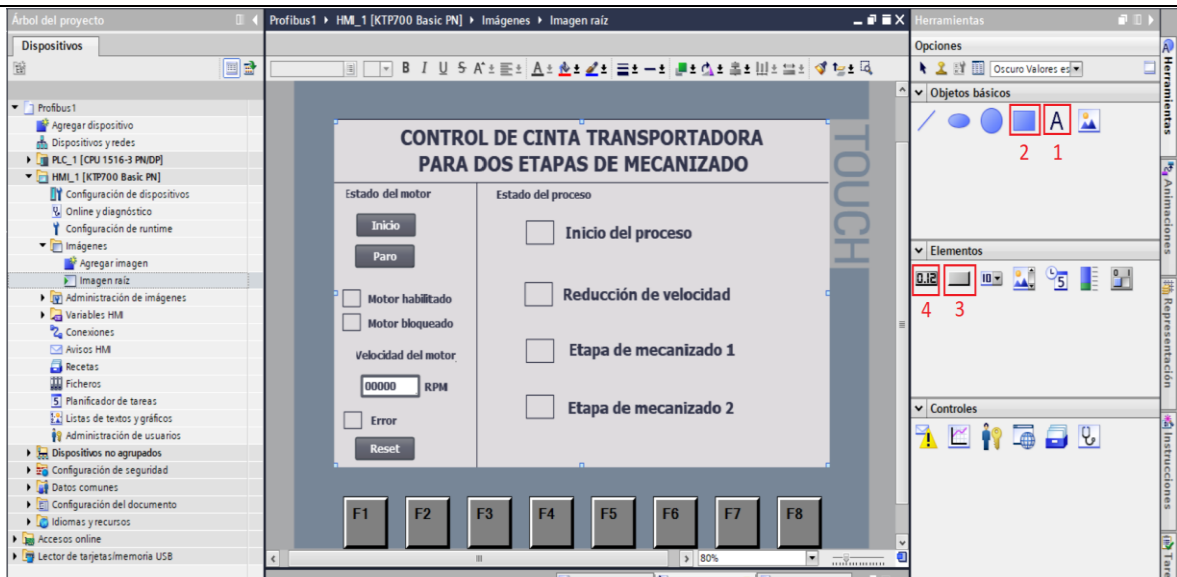 Árbol del proyecto
Dispositivos
Profibus1
Agregar dispositivo
Dispositivos y redes
PLC_1 [CPU 1516-3 PN/DP]
HMI_1 [KTP700 Basic PN]
Configuración de dispositivos
Online y diagnóstico
Configuración de runtime
Imágenes
Agregar imagen
Imagen raíz
Administración de imágenes
Variables HMI
Conexiones
Avisos HMI
Recetas
Ficheros
Planificador de tareas
Listas de textos y gráficos
Administración de usuarios
Dispositivos no agrupados
Configuración de seguridad
Datos comunes
Configuración del documento
Idiomas y recursos
Accesos online
Lector de tarjetas/memoria USB
Profibus1 HMI_1 [KTP700 Basic PN] Imágenes Imagen raíz
B I U S A A
CONTROL DE CINTA TRANSPORTADORA
PARA DOS ETAPAS DE MECANIZADO
TOUCH
Estado del motor
Inicio
Paro
Motor habilitado
Motor bloqueado
Velocidad del motor
00000 RPM
Error
Reset
Estado del proceso
Inicio del proceso
Reducción de velocidad
Etapa de mecanizado 1
Etapa de mecanizado 2
F1 F2 F3 F4 F5 F6 F7 F8
80%
Herramientas
Opciones
Oscuro Valores es
Objetos básicos
A
2 1
Elementos
0.12 10 5 0 1
4 3
Controles
Herramientas
Animaciones
Representación
Instrucciones
Tare